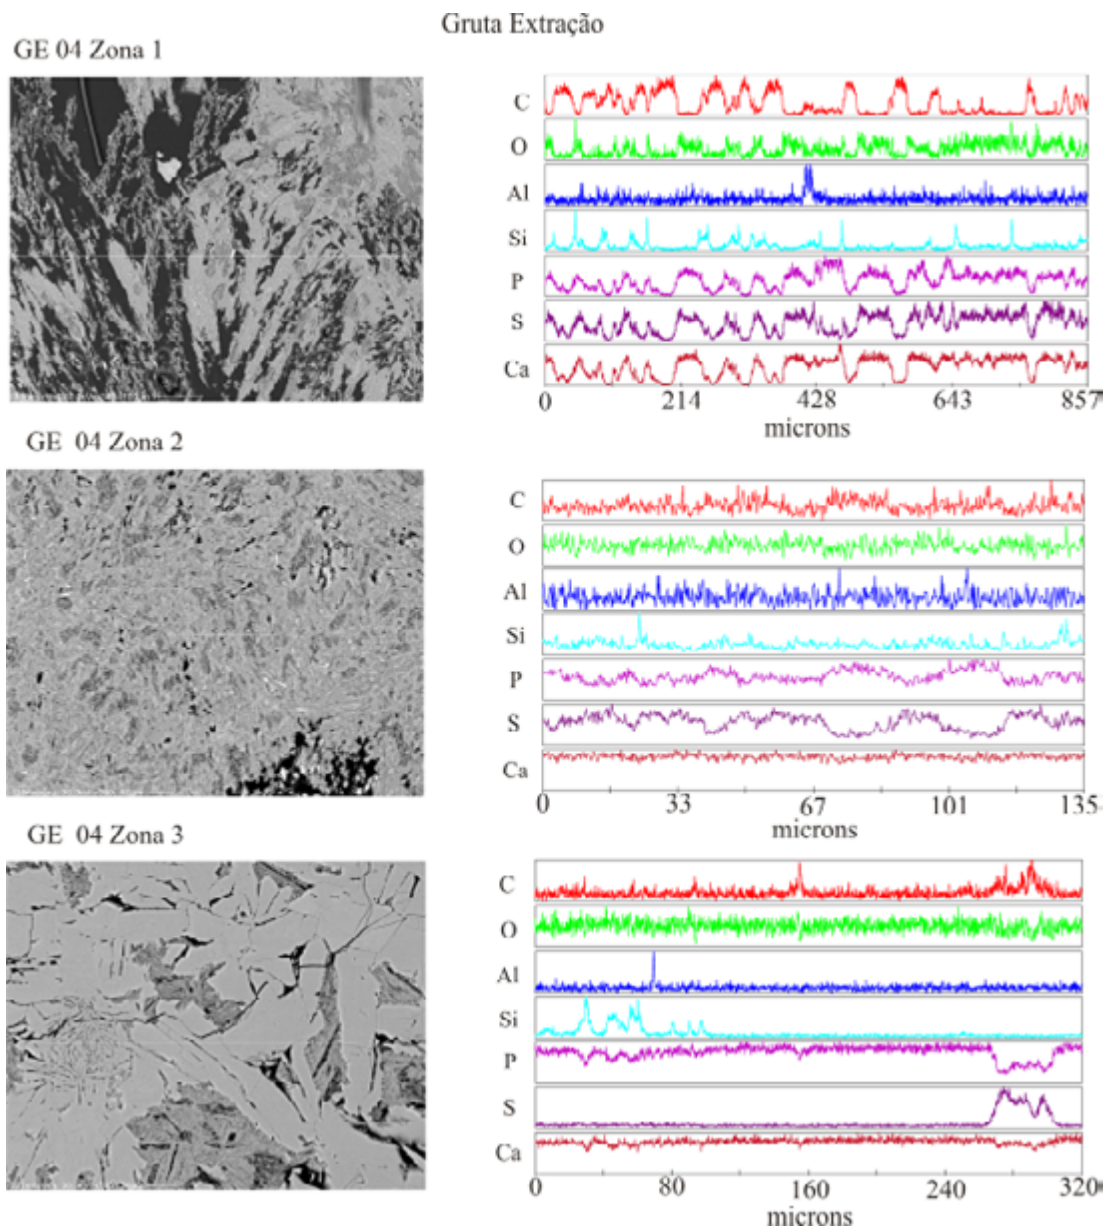 Gruta Extração
GE 04 Zona 1
C
O
Al
Si
P
S
Ca
0 214 428 643 857
microns
GE 04 Zona 2
C
O
Al
Si
P
S
Ca
0 33 67 101 135
microns
GE 04 Zona 3
C
O
Al
Si
P
S
Ca
0 80 160 240 320
microns